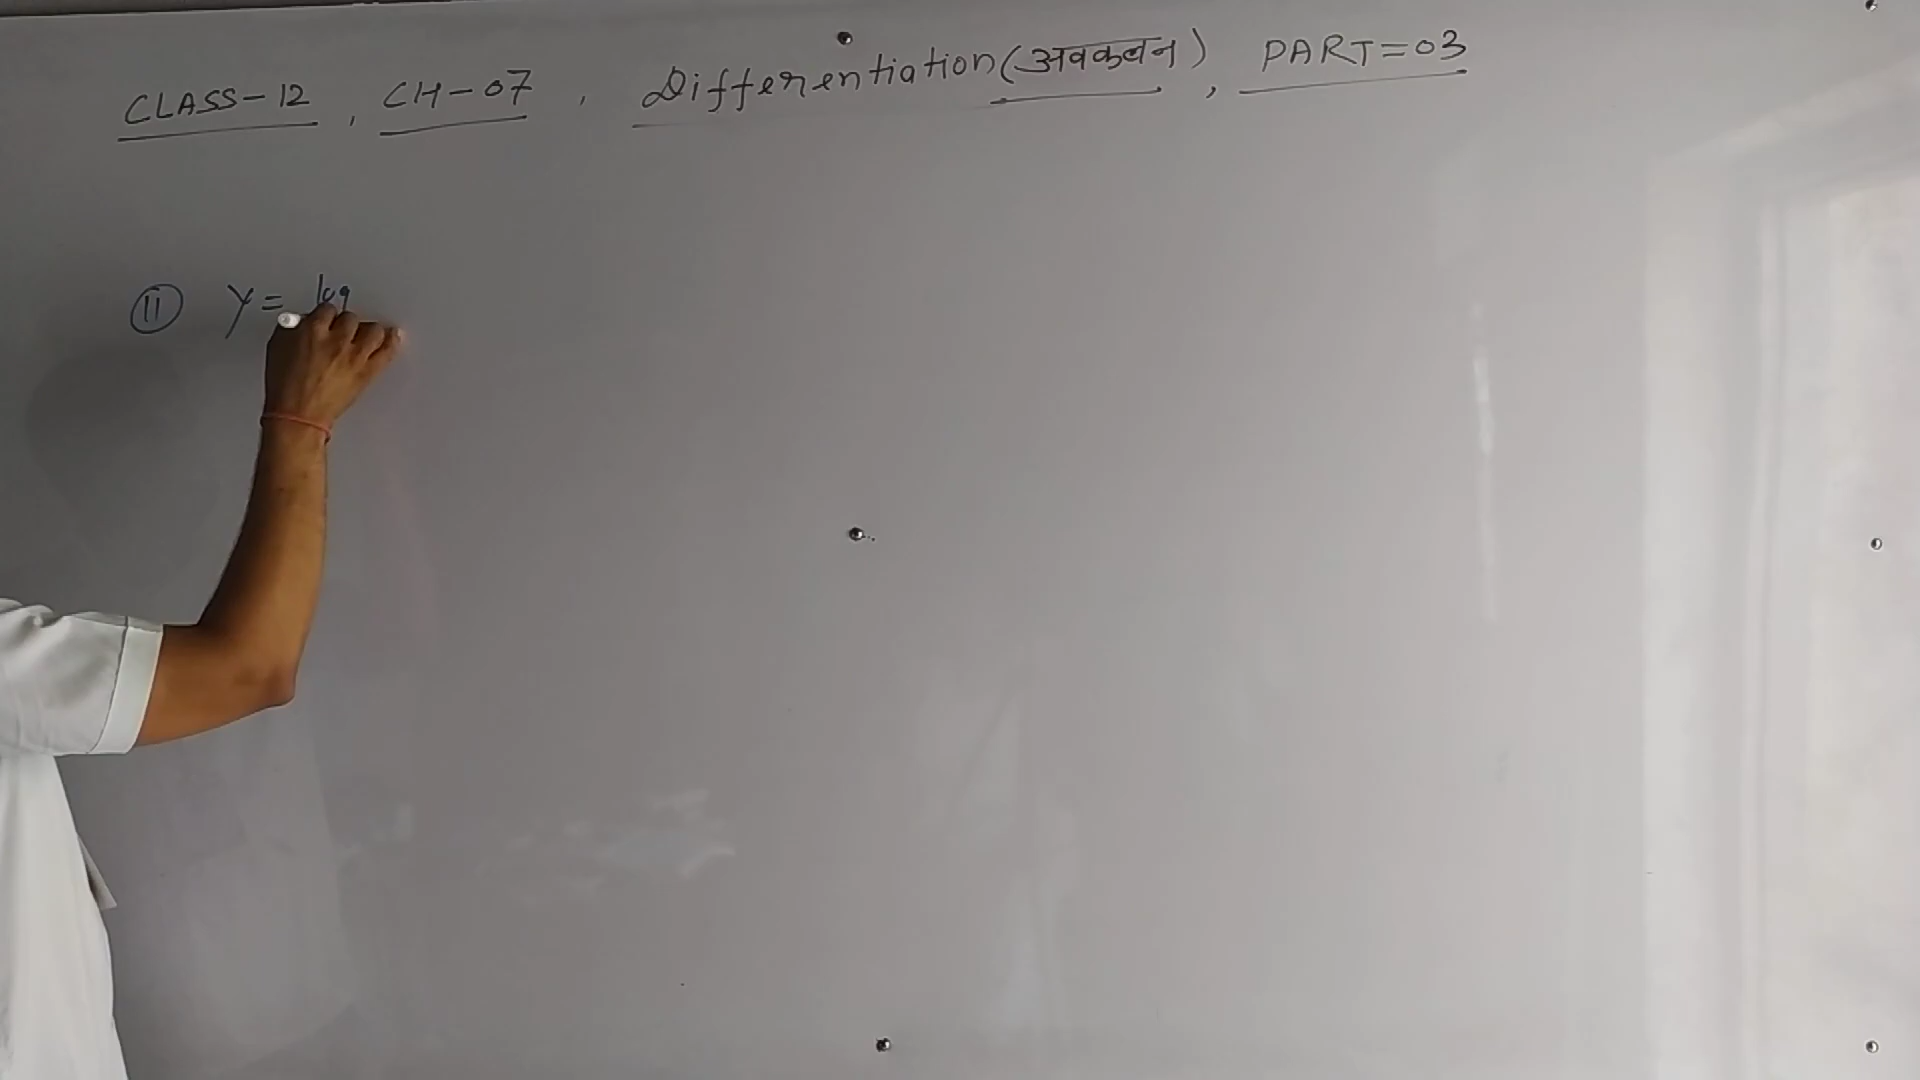 CLASS-12, CH-07, Differentiation (अवकलन), PART=03
(11) y = log